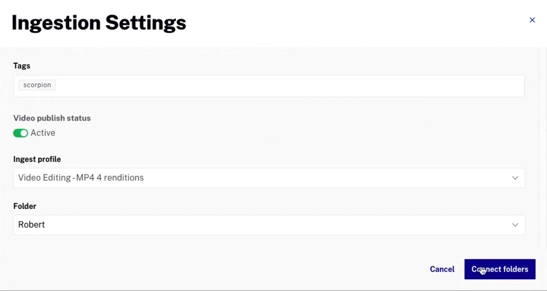 Ingestion Settings
Tags
scorpion
Video publish status
Active
Ingest profile
Video Editing - MP4 4 renditions
Folder
Robert
Cancel
Connect folders